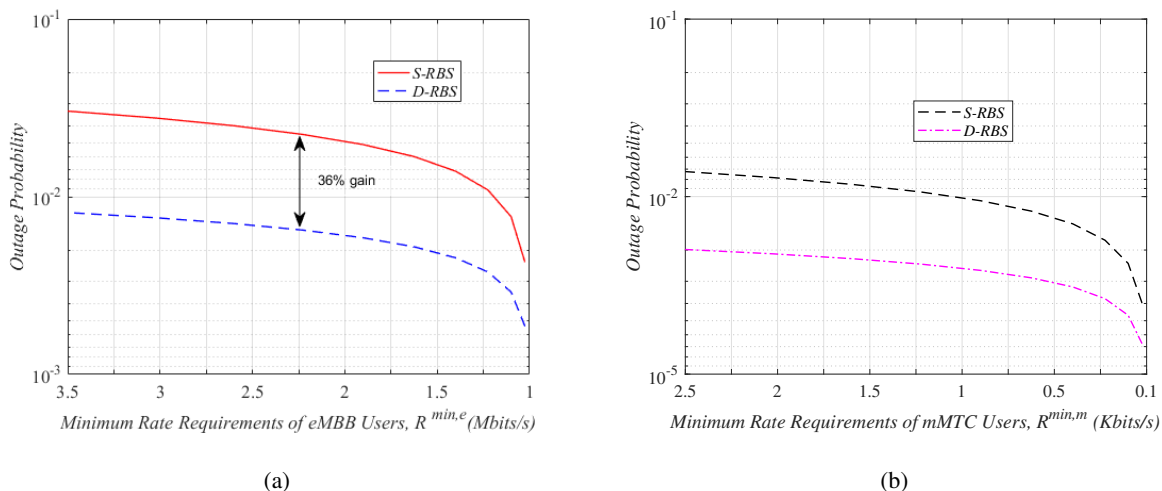 10^-1
S-RBS
D-RBS
Outage Probability
10^-2
36% gain
10^-3
3.5 3 2.5 2 1.5 1
Minimum Rate Requirements of eMBB Users, R^min,e (Mbits/s)
(a)
10^-1
S-RBS
D-RBS
Outage Probability
10^-2
10^-5
2.5 2 1.5 1 0.5 0.1
Minimum Rate Requirements of mMTC Users, R^min,m (Kbits/s)
(b)